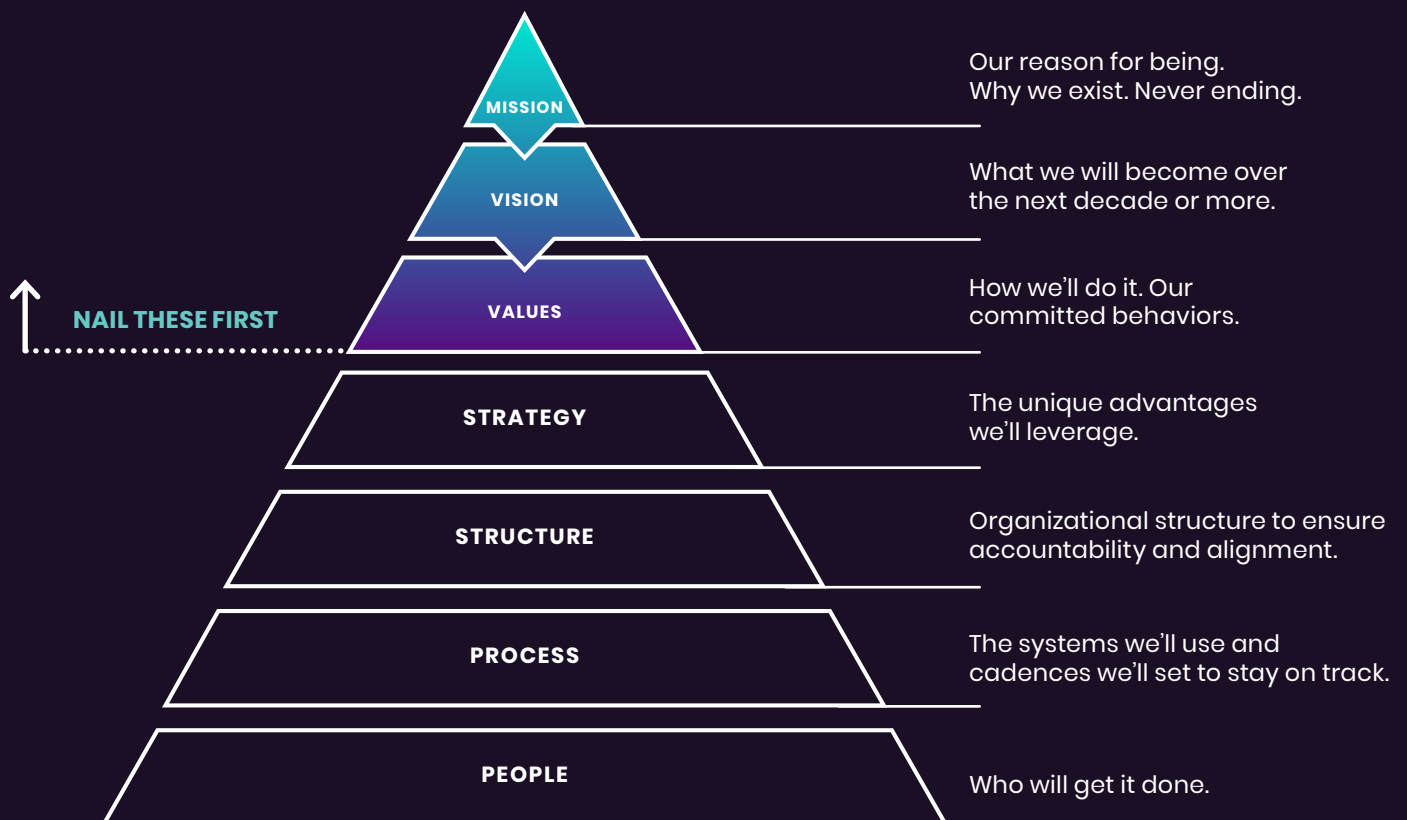 MISSION
Our reason for being.
Why we exist. Never ending.
VISION
What we will become over
the next decade or more.
NAIL THESE FIRST
VALUES
How we’ll do it. Our
committed behaviors.
STRATEGY
The unique advantages
we’ll leverage.
STRUCTURE
Organizational structure to ensure
accountability and alignment.
PROCESS
The systems we’ll use and
cadences we’ll set to stay on track.
PEOPLE
Who will get it done.